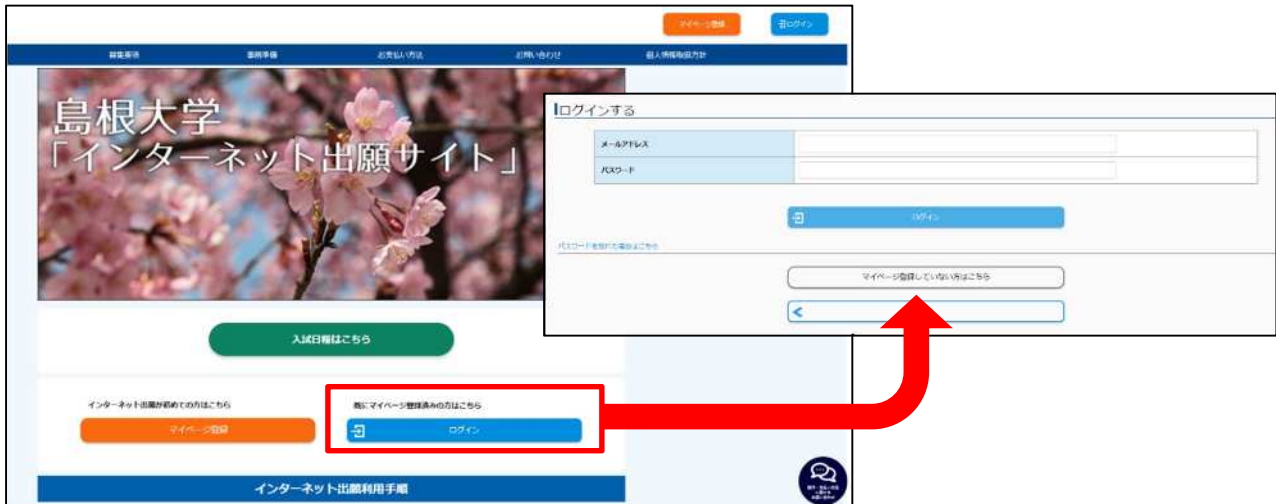 マイページ登録
ログイン
募集要項
事前準備
お支払い方法
お問い合わせ
個人情報取扱方針
島根大学
「インターネット出願サイト」
入試日程はこちら
インターネット出願が初めての方はこちら
マイページ登録
既にマイページ登録済みの方はこちら
ログイン
インターネット出願利用手順
ログインする
メールアドレス
パスワード
ログイン
パスワードを忘れた場合はこちら
マイページ登録していない方はこちら